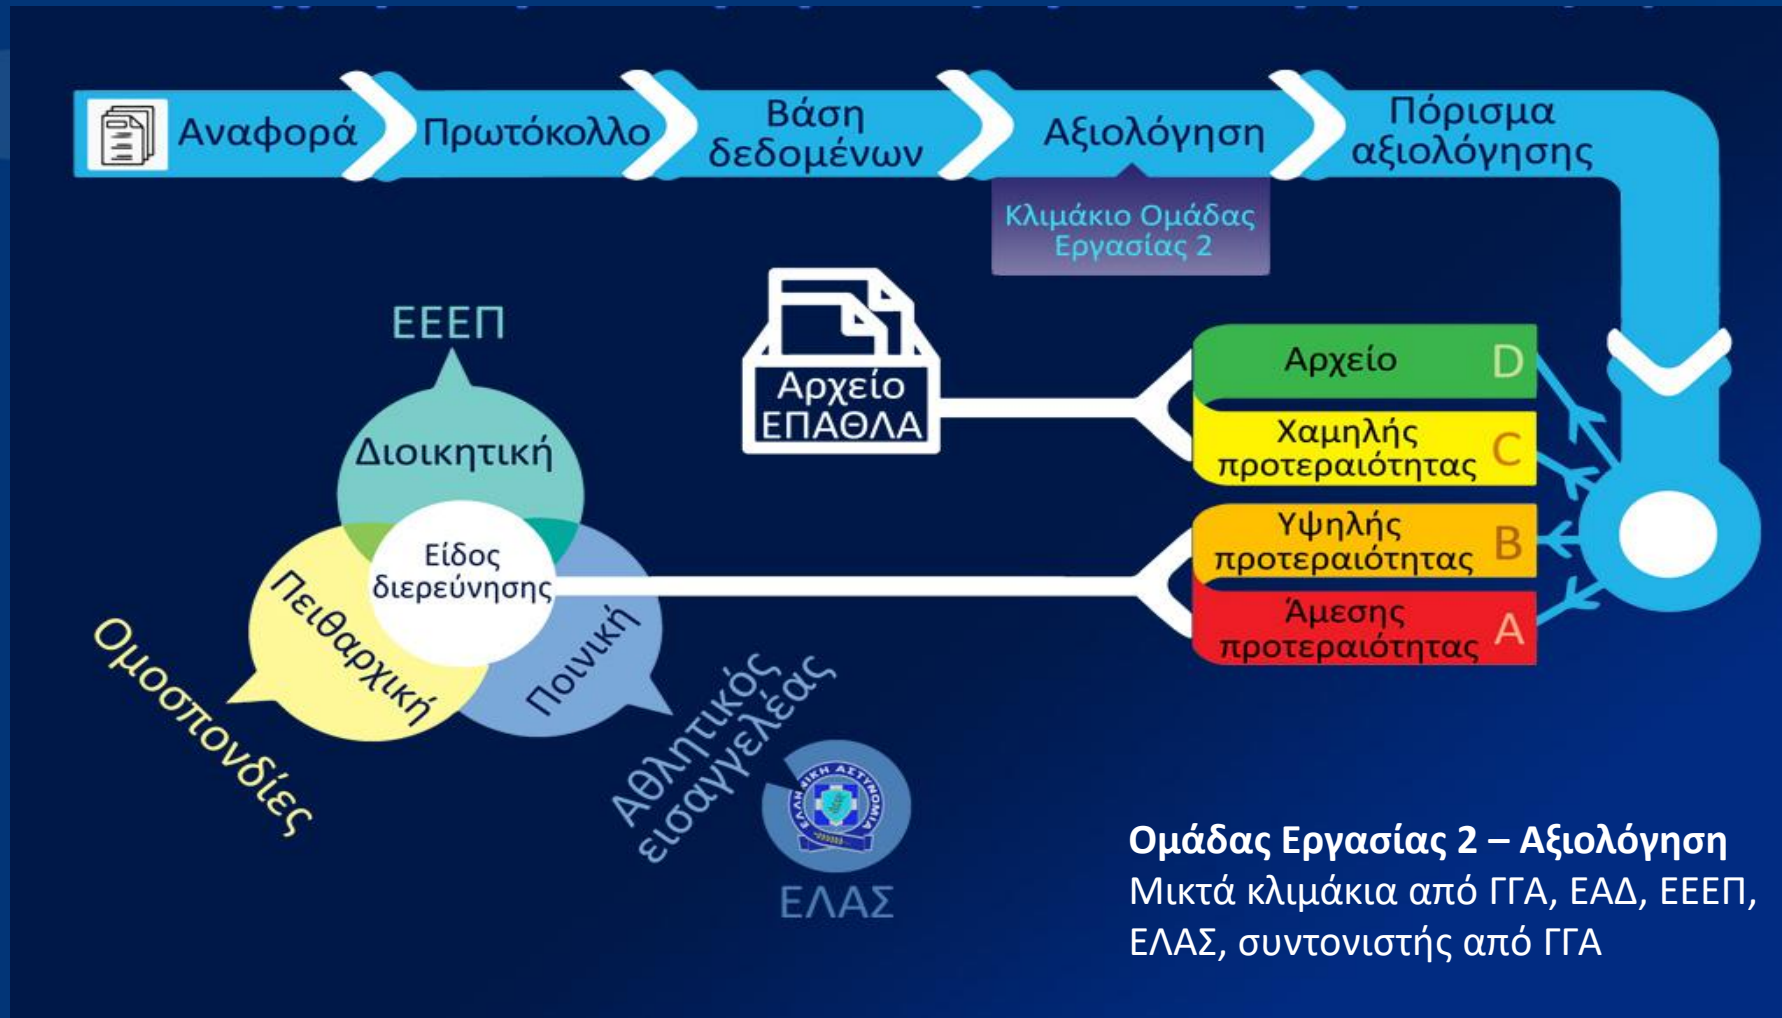 Αναφορά
Πρωτόκολλο
Βάση
δεδομένων
Αξιολόγηση
Πόρισμα
αξιολόγησης
Κλιμάκιο Ομάδας
Εργασίας 2
Αρχείο D
Χαμηλής
προτεραιότητας C
Υψηλής
προτεραιότητας B
Άμεσης
προτεραιότητας A
Αρχείο
ΕΠΑΘΛΑ
ΕΕΕΠ
Διοικητική
Είδος
διερεύνησης
Πειθαρχική
Ποινική
Ομοσπονδίες
Αθλητικός
εισαγγελέας
ΕΛΛΗΝΙΚΗ ΑΣΤΥΝΟΜΙΑ
ΕΛΑΣ
Ομάδας Εργασίας 2 – Αξιολόγηση
Μικτά κλιμάκια από ΓΓΑ, ΕΑΔ, ΕΕΕΠ,
ΕΛΑΣ, συντονιστής από ΓΓΑ